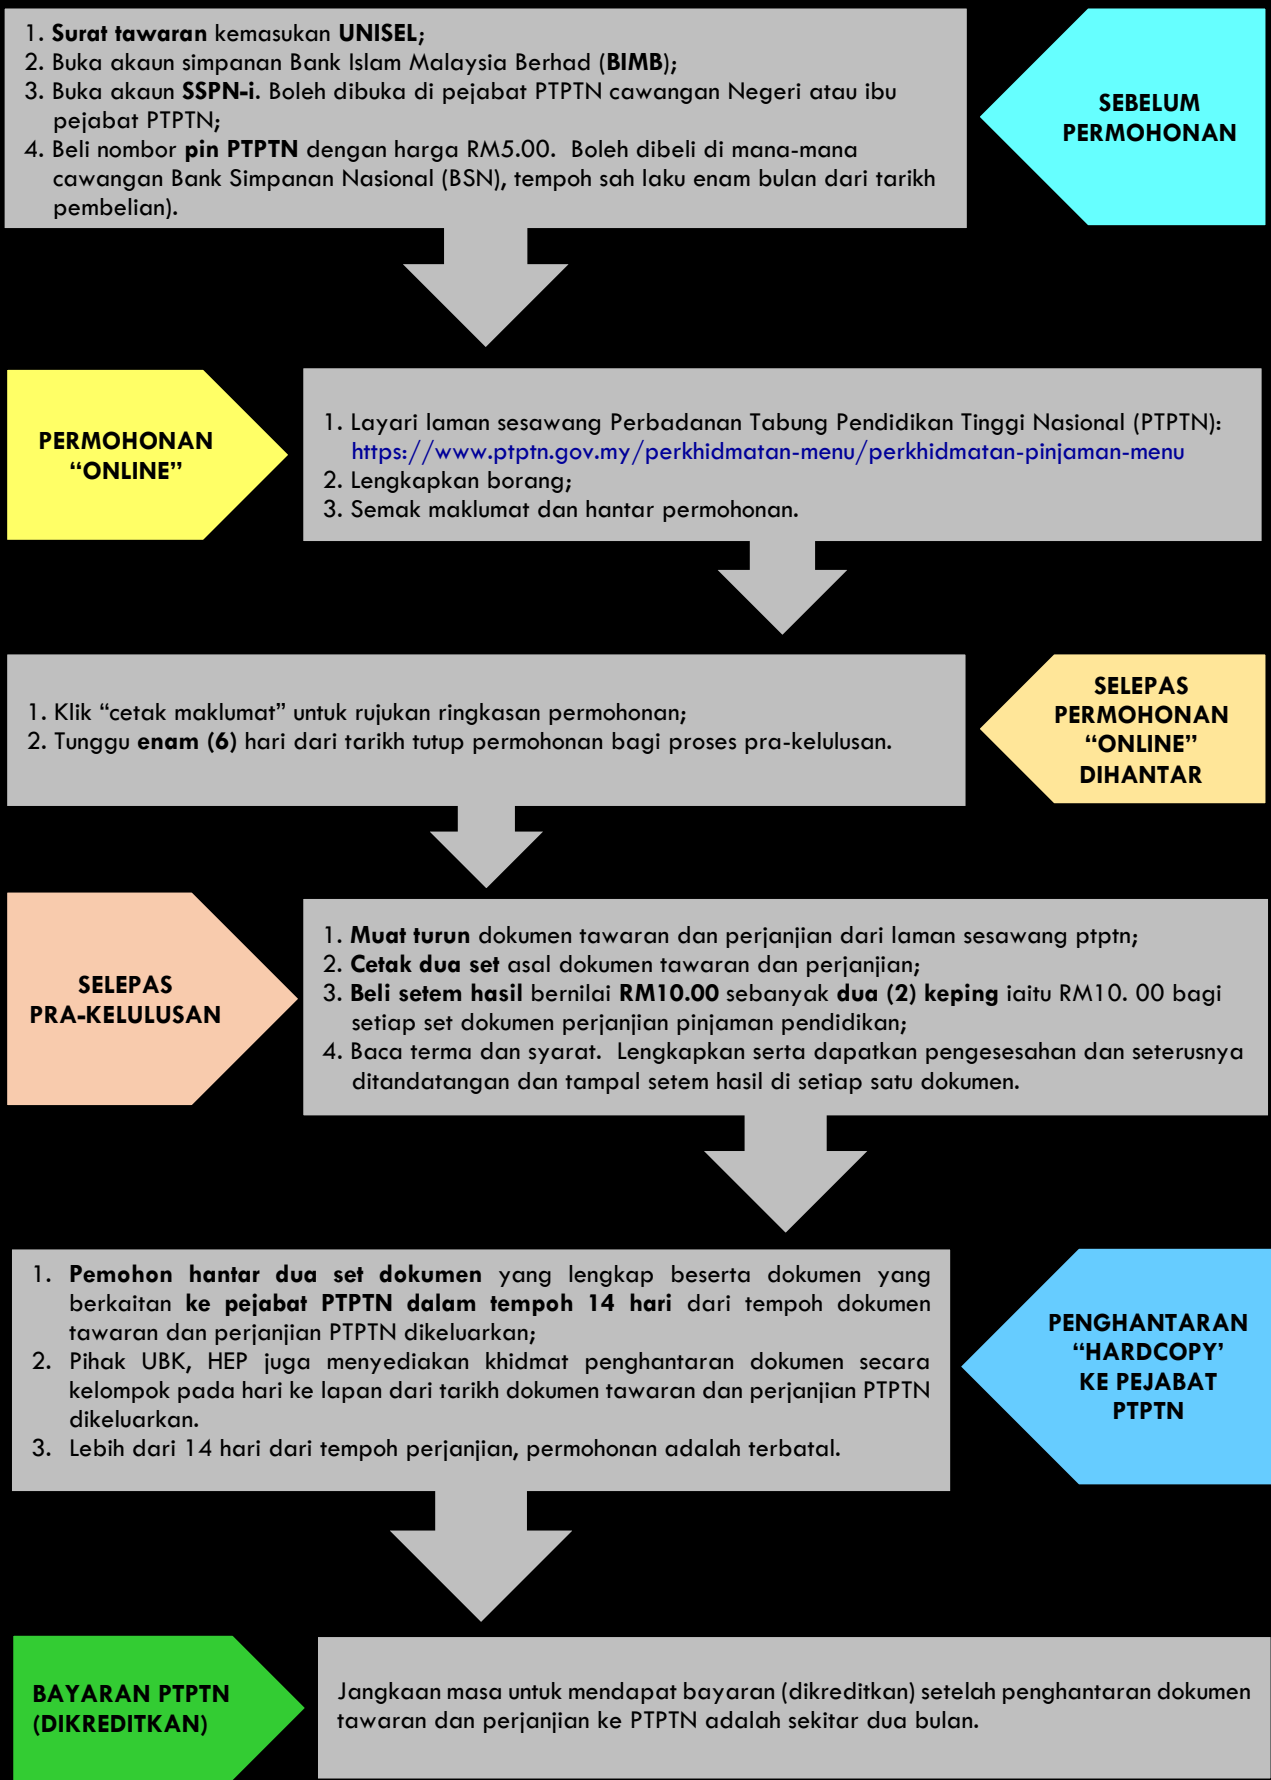 1. Surat tawaran kemasukan UNISEL;
2. Buka akaun simpanan Bank Islam Malaysia Berhad (BIMB);
3. Buka akaun SSPN-i. Boleh dibuka di pejabat PTPTN cawangan Negeri atau ibu
pejabat PTPTN;
4. Beli nombor pin PTPTN dengan harga RM5.00. Boleh dibeli di mana-mana
cawangan Bank Simpanan Nasional (BSN), tempoh sah laku enam bulan dari tarikh
pembelian).
SEBELUM
PERMOHONAN
PERMOHONAN
“ONLINE”
1. Layari laman sesawang Perbadanan Tabung Pendidikan Tinggi Nasional (PTPTN):
https://www.ptptn.gov.my/perkhidmatan-menu/perkhidmatan-pinjaman-menu
2. Lengkapkan borang;
3. Semak maklumat dan hantar permohonan.
1. Klik “cetak maklumat” untuk rujukan ringkasan permohonan;
2. Tunggu enam (6) hari dari tarikh tutup permohonan bagi proses pra-kelulusan.
SELEPAS
PERMOHONAN
“ONLINE”
DIHANTAR
SELEPAS
PRA-KELULUSAN
1. Muat turun dokumen tawaran dan perjanjian dari laman sesawang ptptn;
2. Cetak dua set asal dokumen tawaran dan perjanjian;
3. Beli setem hasil bernilai RM10.00 sebanyak dua (2) keping iaitu RM10. 00 bagi
setiap set dokumen perjanjian pinjaman pendidikan;
4. Baca terma dan syarat. Lengkapkan serta dapatkan pengesesahan dan seterusnya
ditandatangan dan tampal setem hasil di setiap satu dokumen.
1. Pemohon hantar dua set dokumen yang lengkap beserta dokumen yang
berkaitan ke pejabat PTPTN dalam tempoh 14 hari dari tempoh dokumen
tawaran dan perjanjian PTPTN dikeluarkan;
2. Pihak UBK, HEP juga menyediakan khidmat penghantaran dokumen secara
kelompok pada hari ke lapan dari tarikh dokumen tawaran dan perjanjian PTPTN
dikeluarkan.
3. Lebih dari 14 hari dari tempoh perjanjian, permohonan adalah terbatal.
PENGHANTARAN
“HARDCOPY’
KE PEJABAT
PTPTN
BAYARAN PTPTN
(DIKREDITKAN)
Jangkaan masa untuk mendapat bayaran (dikreditkan) setelah penghantaran dokumen
tawaran dan perjanjian ke PTPTN adalah sekitar dua bulan.